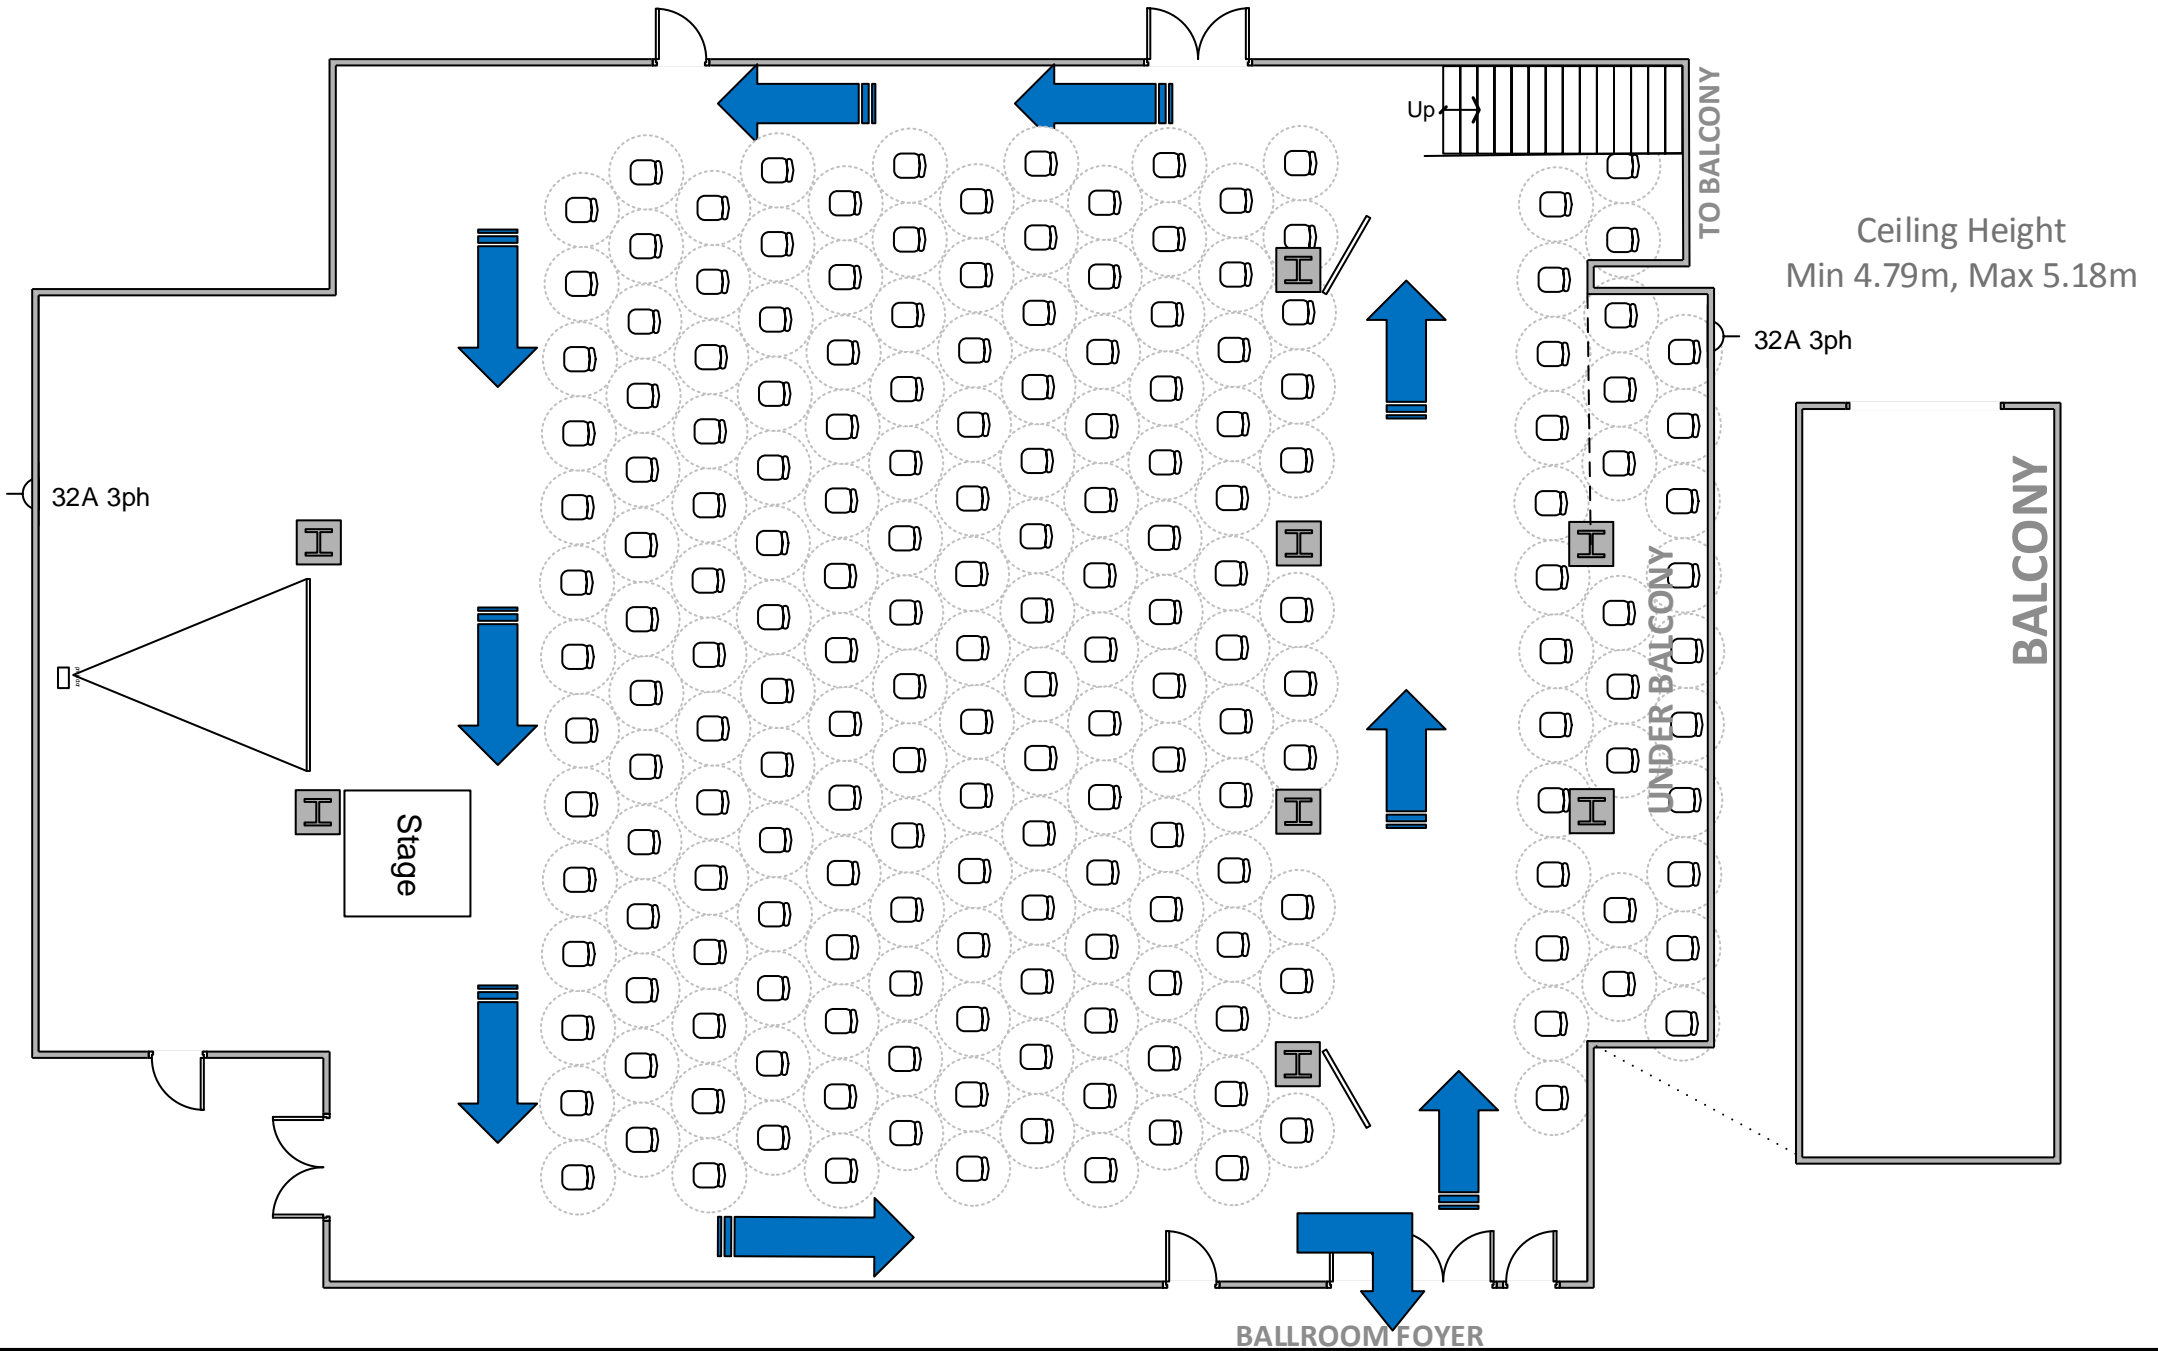 Up
TO BALCONY
Ceiling Height
Min 4.79m, Max 5.18m
32A 3ph
32A 3ph
BALCONY
UNDER BALCONY
Stage
BALLROOM FOYER